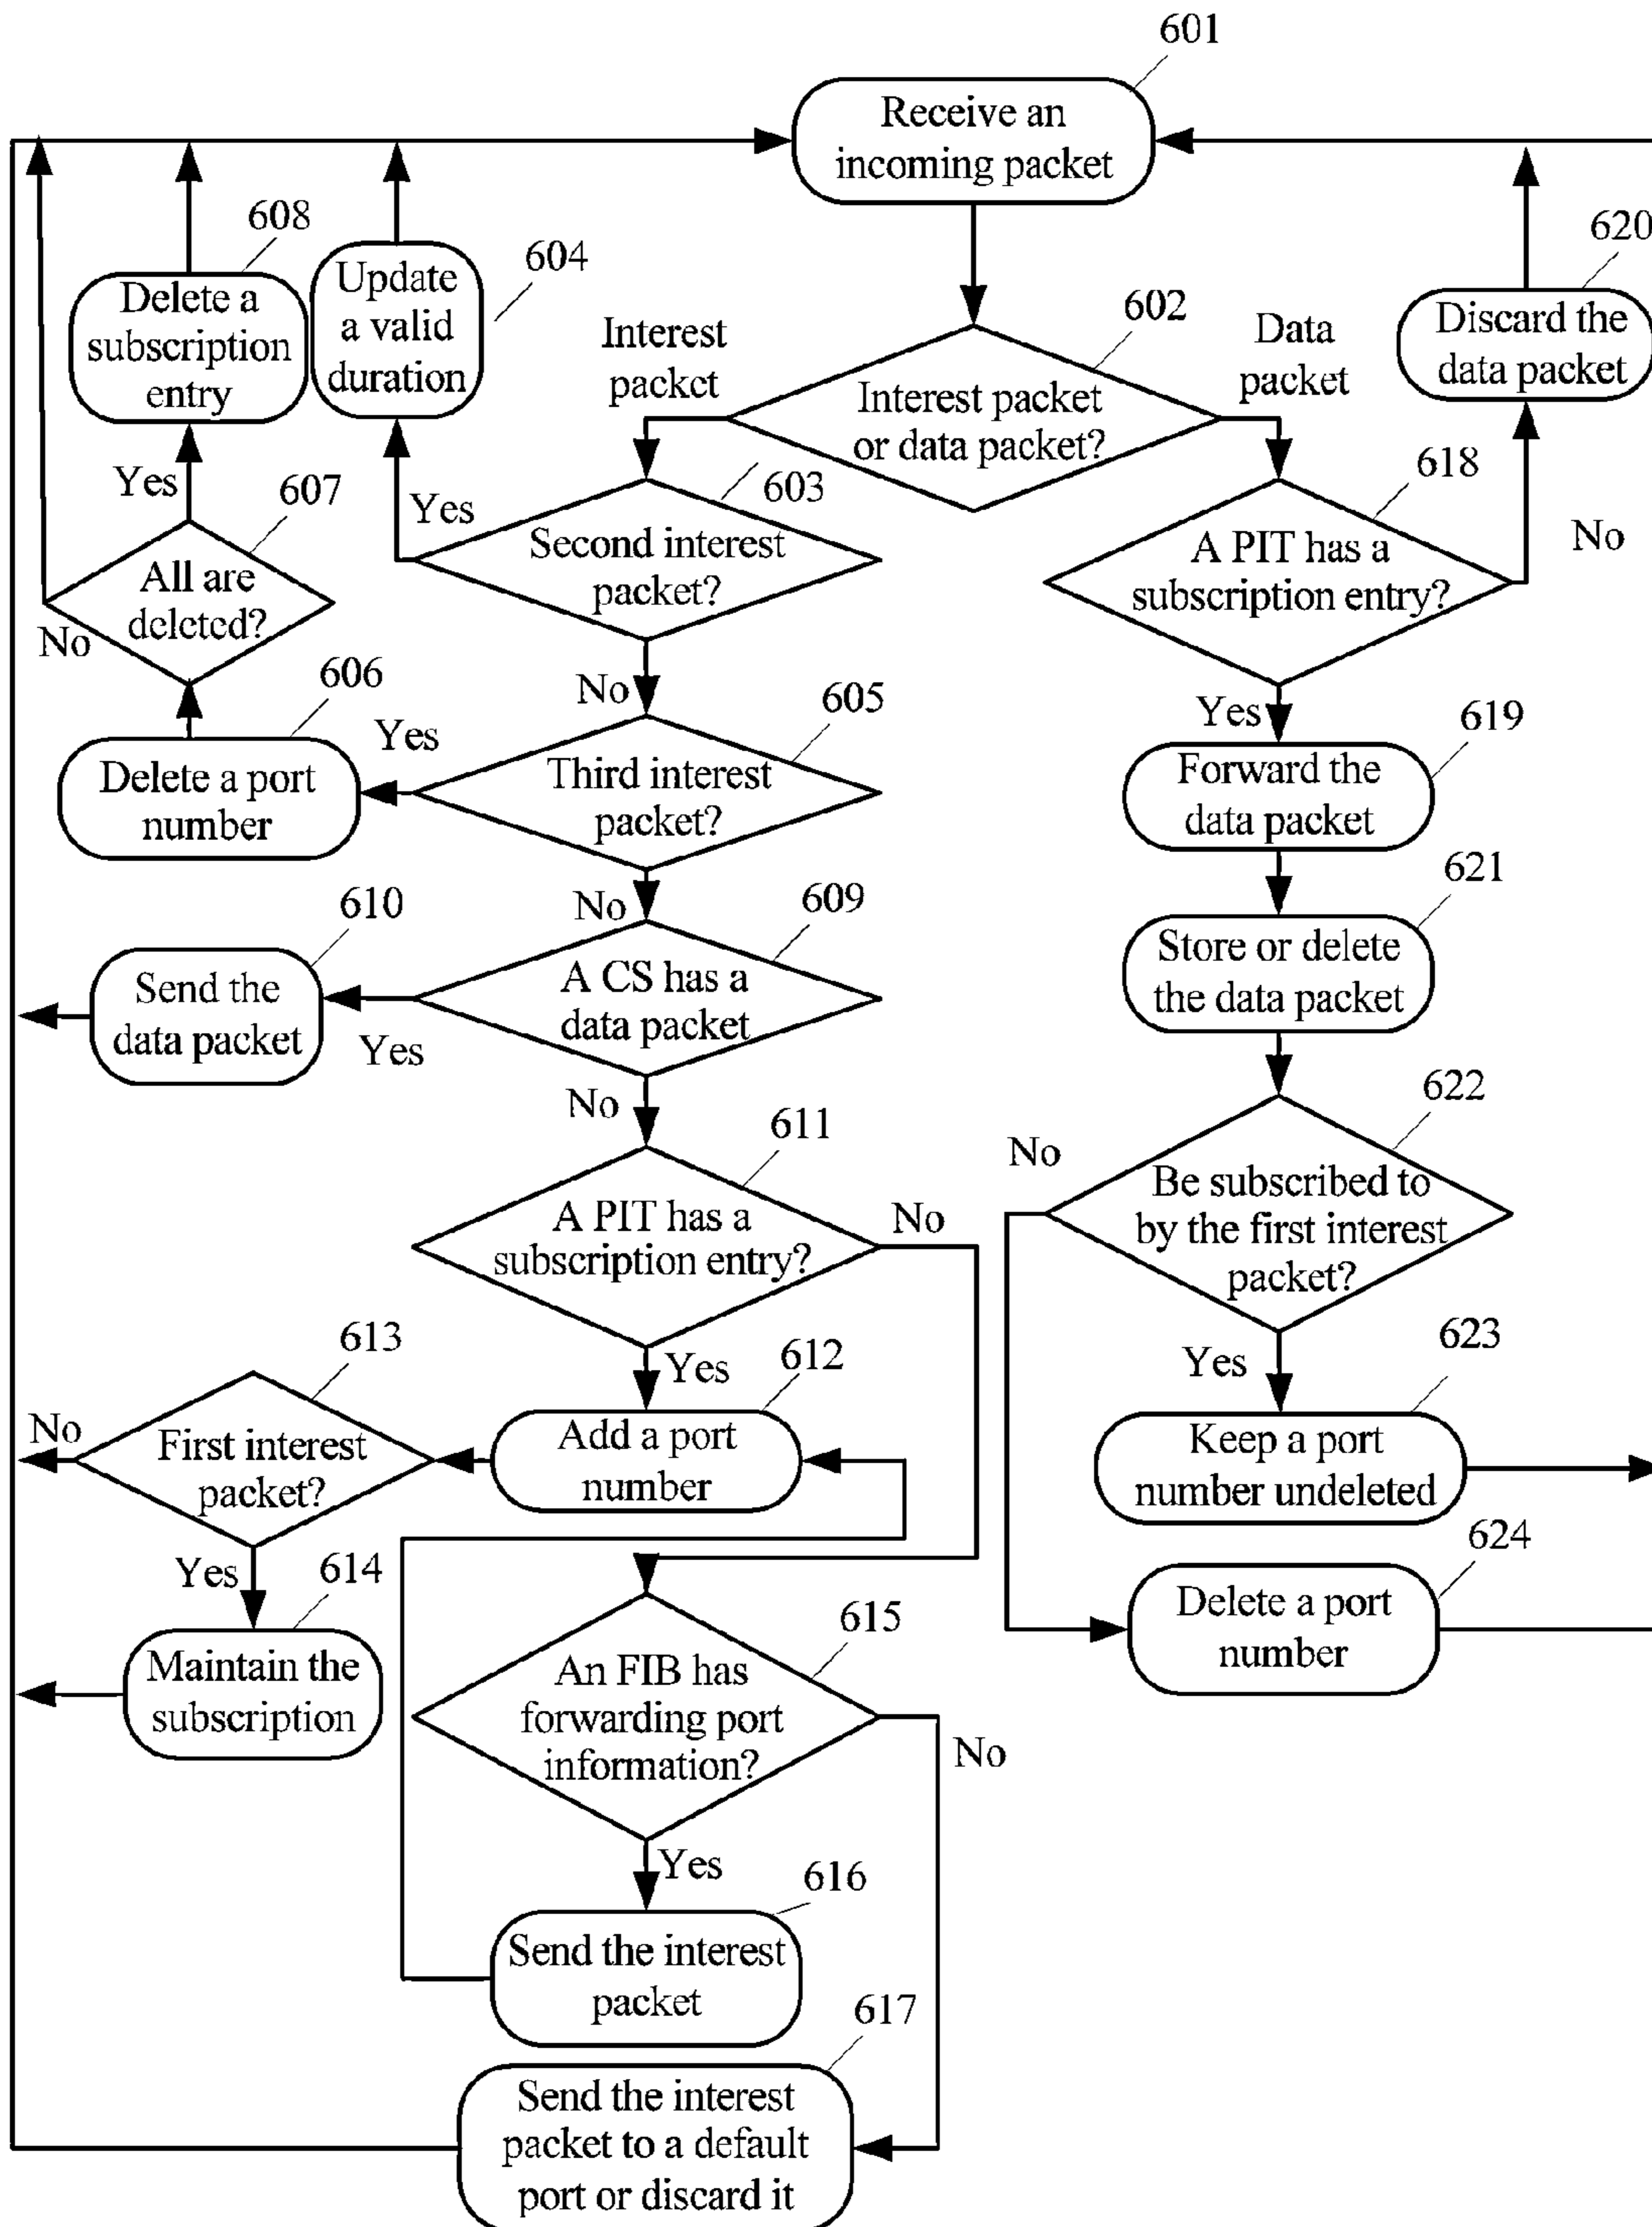 601
Receive an
incoming packet
608
Delete a
subscription
entry
604
Update
a valid
duration
620
Discard the
data packet
602
Interest packet
or data packet?
Interest
packet
Data
packet
603
Second interest
packet?
Yes
No
618
A PIT has a
subscription entry?
No
Yes
607
All are
deleted?
Yes
No
606
Delete a port
number
605
Third interest
packet?
Yes
No
619
Forward the
data packet
610
Send the
data packet
609
A CS has a
data packet
Yes
No
621
Store or delete
the data packet
611
A PIT has a
subscription entry?
No
Yes
622
Be subscribed to
by the first interest
packet?
No
Yes
613
First interest
packet?
No
Yes
612
Add a port
number
623
Keep a port
number undeleted
614
Maintain the
subscription
624
Delete a port
number
615
An FIB has
forwarding port
information?
No
Yes
616
Send the interest
packet
617
Send the interest
packet to a default
port or discard it